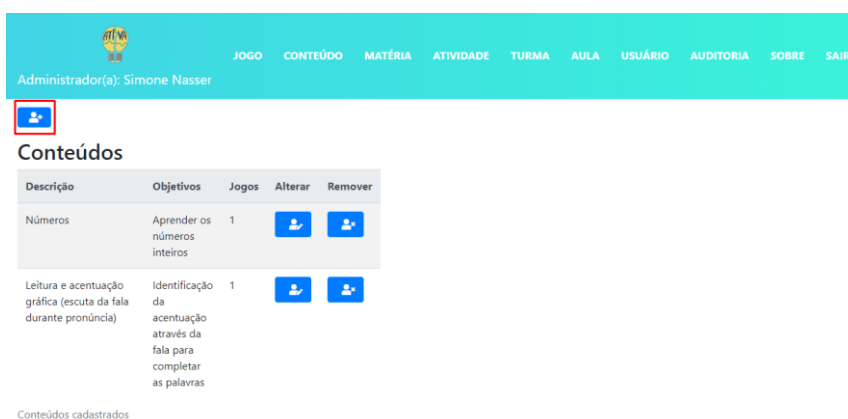 ATENA
JOGO CONTEÚDO MATÉRIA ATIVIDADE TURMA AULA USUÁRIO AUDITORIA SOBRE SAIR
Administrador(a): Simone Nasser
Conteúdos
Descrição Objetivos Jogos Alterar Remover
Números Aprender os 1
números
inteiros
Leitura e acentuação Identificação 1
gráfica (escuta da fala da
durante pronúncia) acentuação
através da
fala para
completar
as palavras
Conteúdos cadastrados